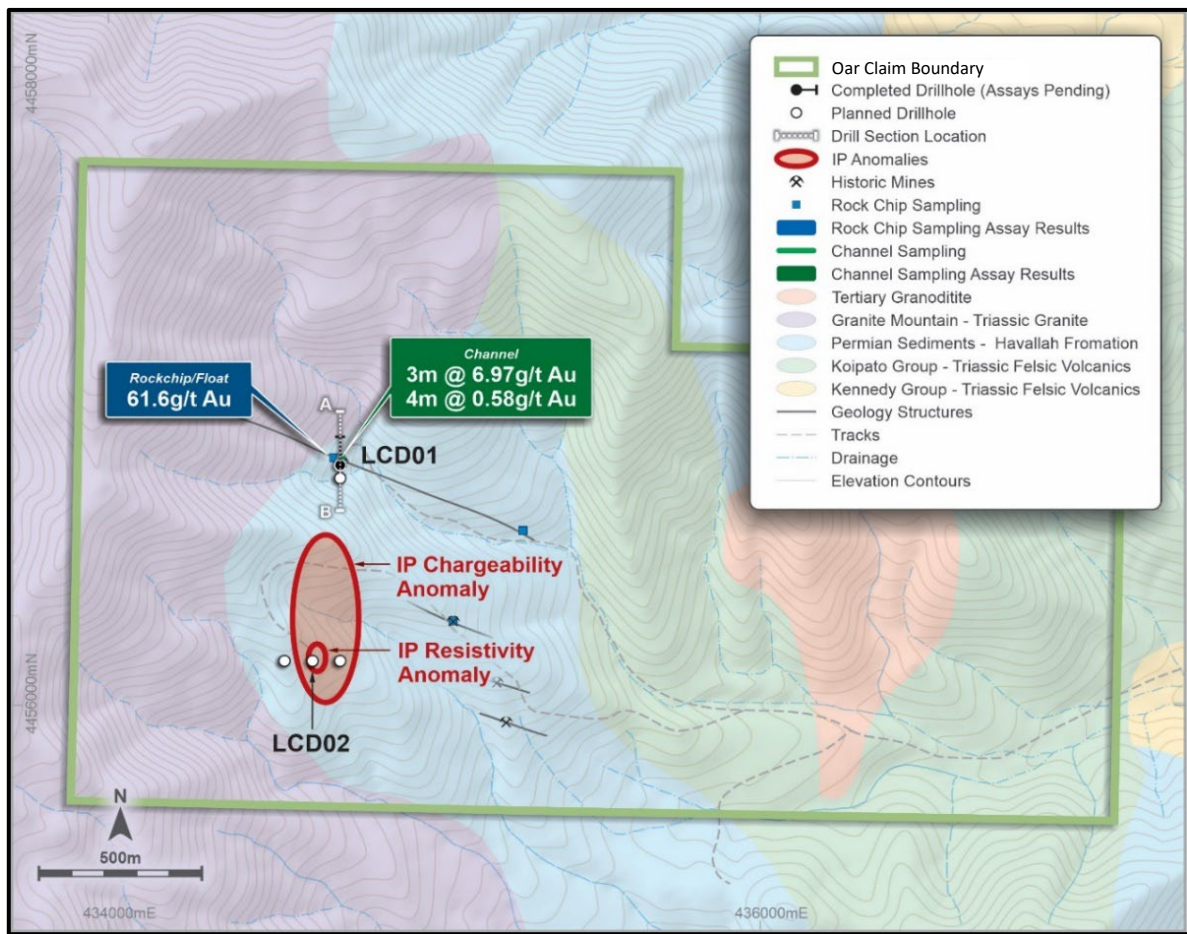 4458000mN
Oar Claim Boundary
Completed Drillhole (Assays Pending)
Planned Drillhole
Drill Section Location
IP Anomalies
Historic Mines
Rock Chip Sampling
Rock Chip Sampling Assay Results
Channel Sampling
Channel Sampling Assay Results
Tertiary Granoditite
Granite Mountain - Triassic Granite
Permian Sediments - Havallah Fromation
Koipato Group - Triassic Felsic Volcanics
Kennedy Group - Triassic Felsic Volcanics
Geology Structures
Tracks
Drainage
Elevation Contours
Rockchip/Float
61.6g/t Au
Channel
3m @ 6.97g/t Au
4m @ 0.58g/t Au
A
LCD01
B
IP Chargeability
Anomaly
IP Resistivity
Anomaly
LCD02
4456000mN
N
500m
434000mE
436000mE